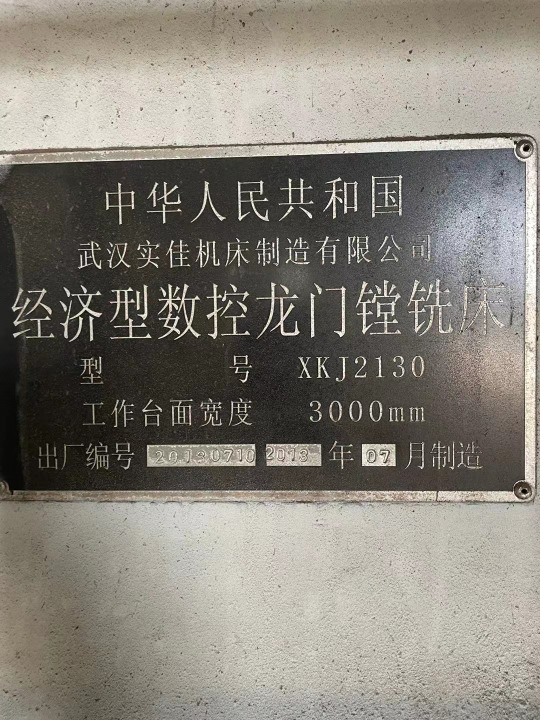 中华人民共和国
武汉实佳机床制造有限公司
经济型数控龙门镗铣床
型号 XKJ2130
工作台面宽度 3000mm
出厂编号 20130710 2013 年 07 月制造